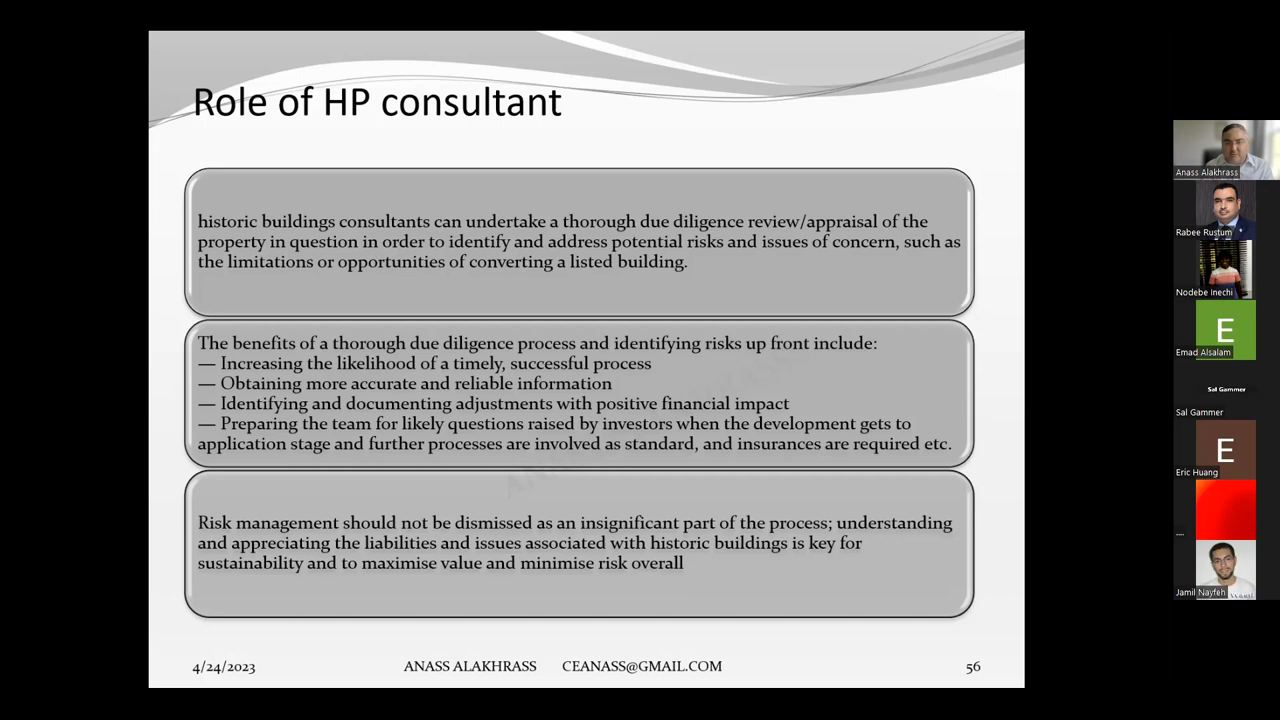 Role of HP consultant
historic buildings consultants can undertake a thorough due diligence review/appraisal of the
property in question in order to identify and address potential risks and issues of concern, such as
the limitations or opportunities of converting a listed building.
The benefits of a thorough due diligence process and identifying risks up front include:
— Increasing the likelihood of a timely, successful process
— Obtaining more accurate and reliable information
— Identifying and documenting adjustments with positive financial impact
— Preparing the team for likely questions raised by investors when the development gets to
application stage and further processes are involved as standard, and insurances are required etc.
Risk management should not be dismissed as an insignificant part of the process; understanding
and appreciating the liabilities and issues associated with historic buildings is key for
sustainability and to maximise value and minimise risk overall
4/24/2023 ANASS ALAKHRASS CEANASS@GMAIL.COM 56
Anass Alakhrass
Rabee Rustum
Nodebe Inechi
E
Emad Alsalam
Sal Gammer
Sal Gammer
E
Eric Huang
....
Jamil Nayfeh